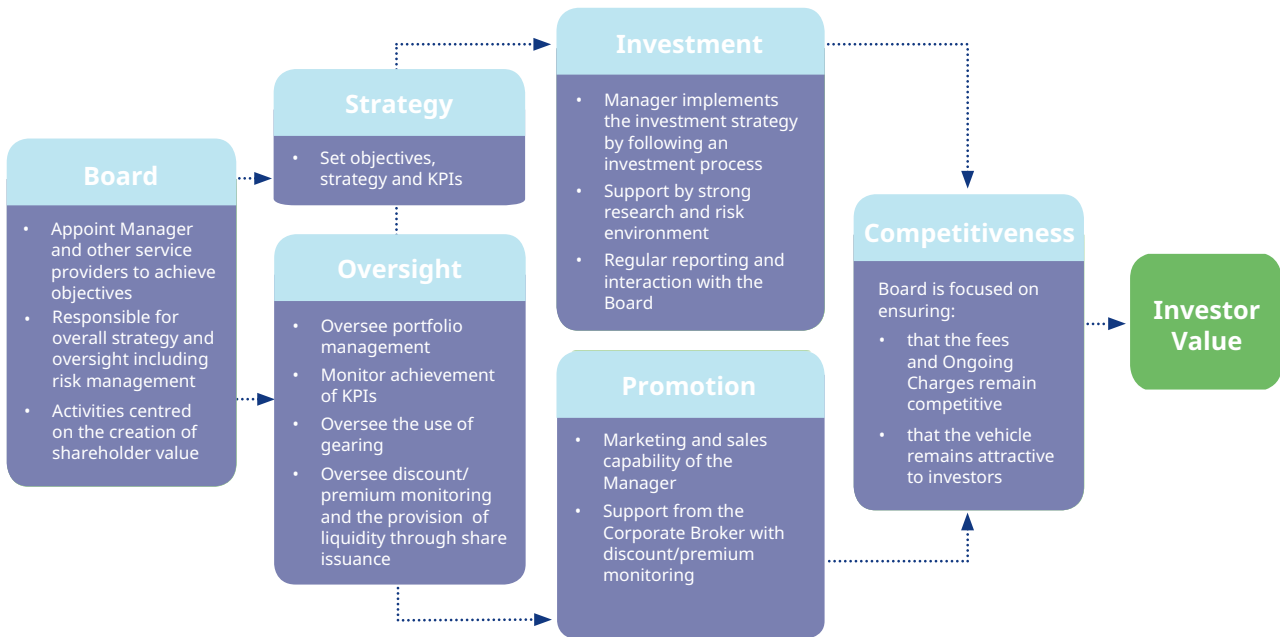 Board
• Appoint Manager
and other service
providers to achieve
objectives
• Responsible for
overall strategy and
oversight including
risk management
• Activities centred
on the creation of
shareholder value
Strategy
• Set objectives,
strategy and KPIs
Oversight
• Oversee portfolio
management
• Monitor achievement
of KPIs
• Oversee the use of
gearing
• Oversee discount/
premium monitoring
and the provision of
liquidity through share
issuance
Investment
• Manager implements
the investment strategy
by following an
investment process
• Support by strong
research and risk
environment
• Regular reporting and
interaction with the
Board
Promotion
• Marketing and sales
capability of the
Manager
• Support from the
Corporate Broker with
discount/premium
monitoring
Competitiveness
Board is focused on
ensuring:
• that the fees
and Ongoing
Charges remain
competitive
• that the vehicle
remains attractive
to investors
Investor
Value